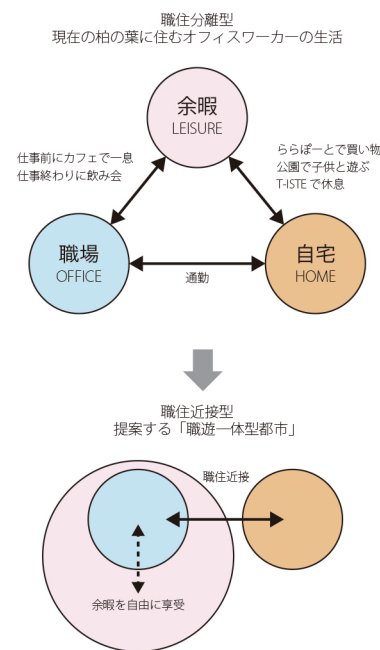 職住分離型
現在の柏の葉に住むオフィスワーカーの生活
余暇
LEISURE
仕事前にカフェで一息
仕事終わりに飲み会
ららぽーとで買い物
公園で子供と遊ぶ
T-ISTE で休息
職場
OFFICE
通勤
自宅
HOME
職住近接型
提案する「職遊一体型都市」
職住近接
余暇を自由に享受